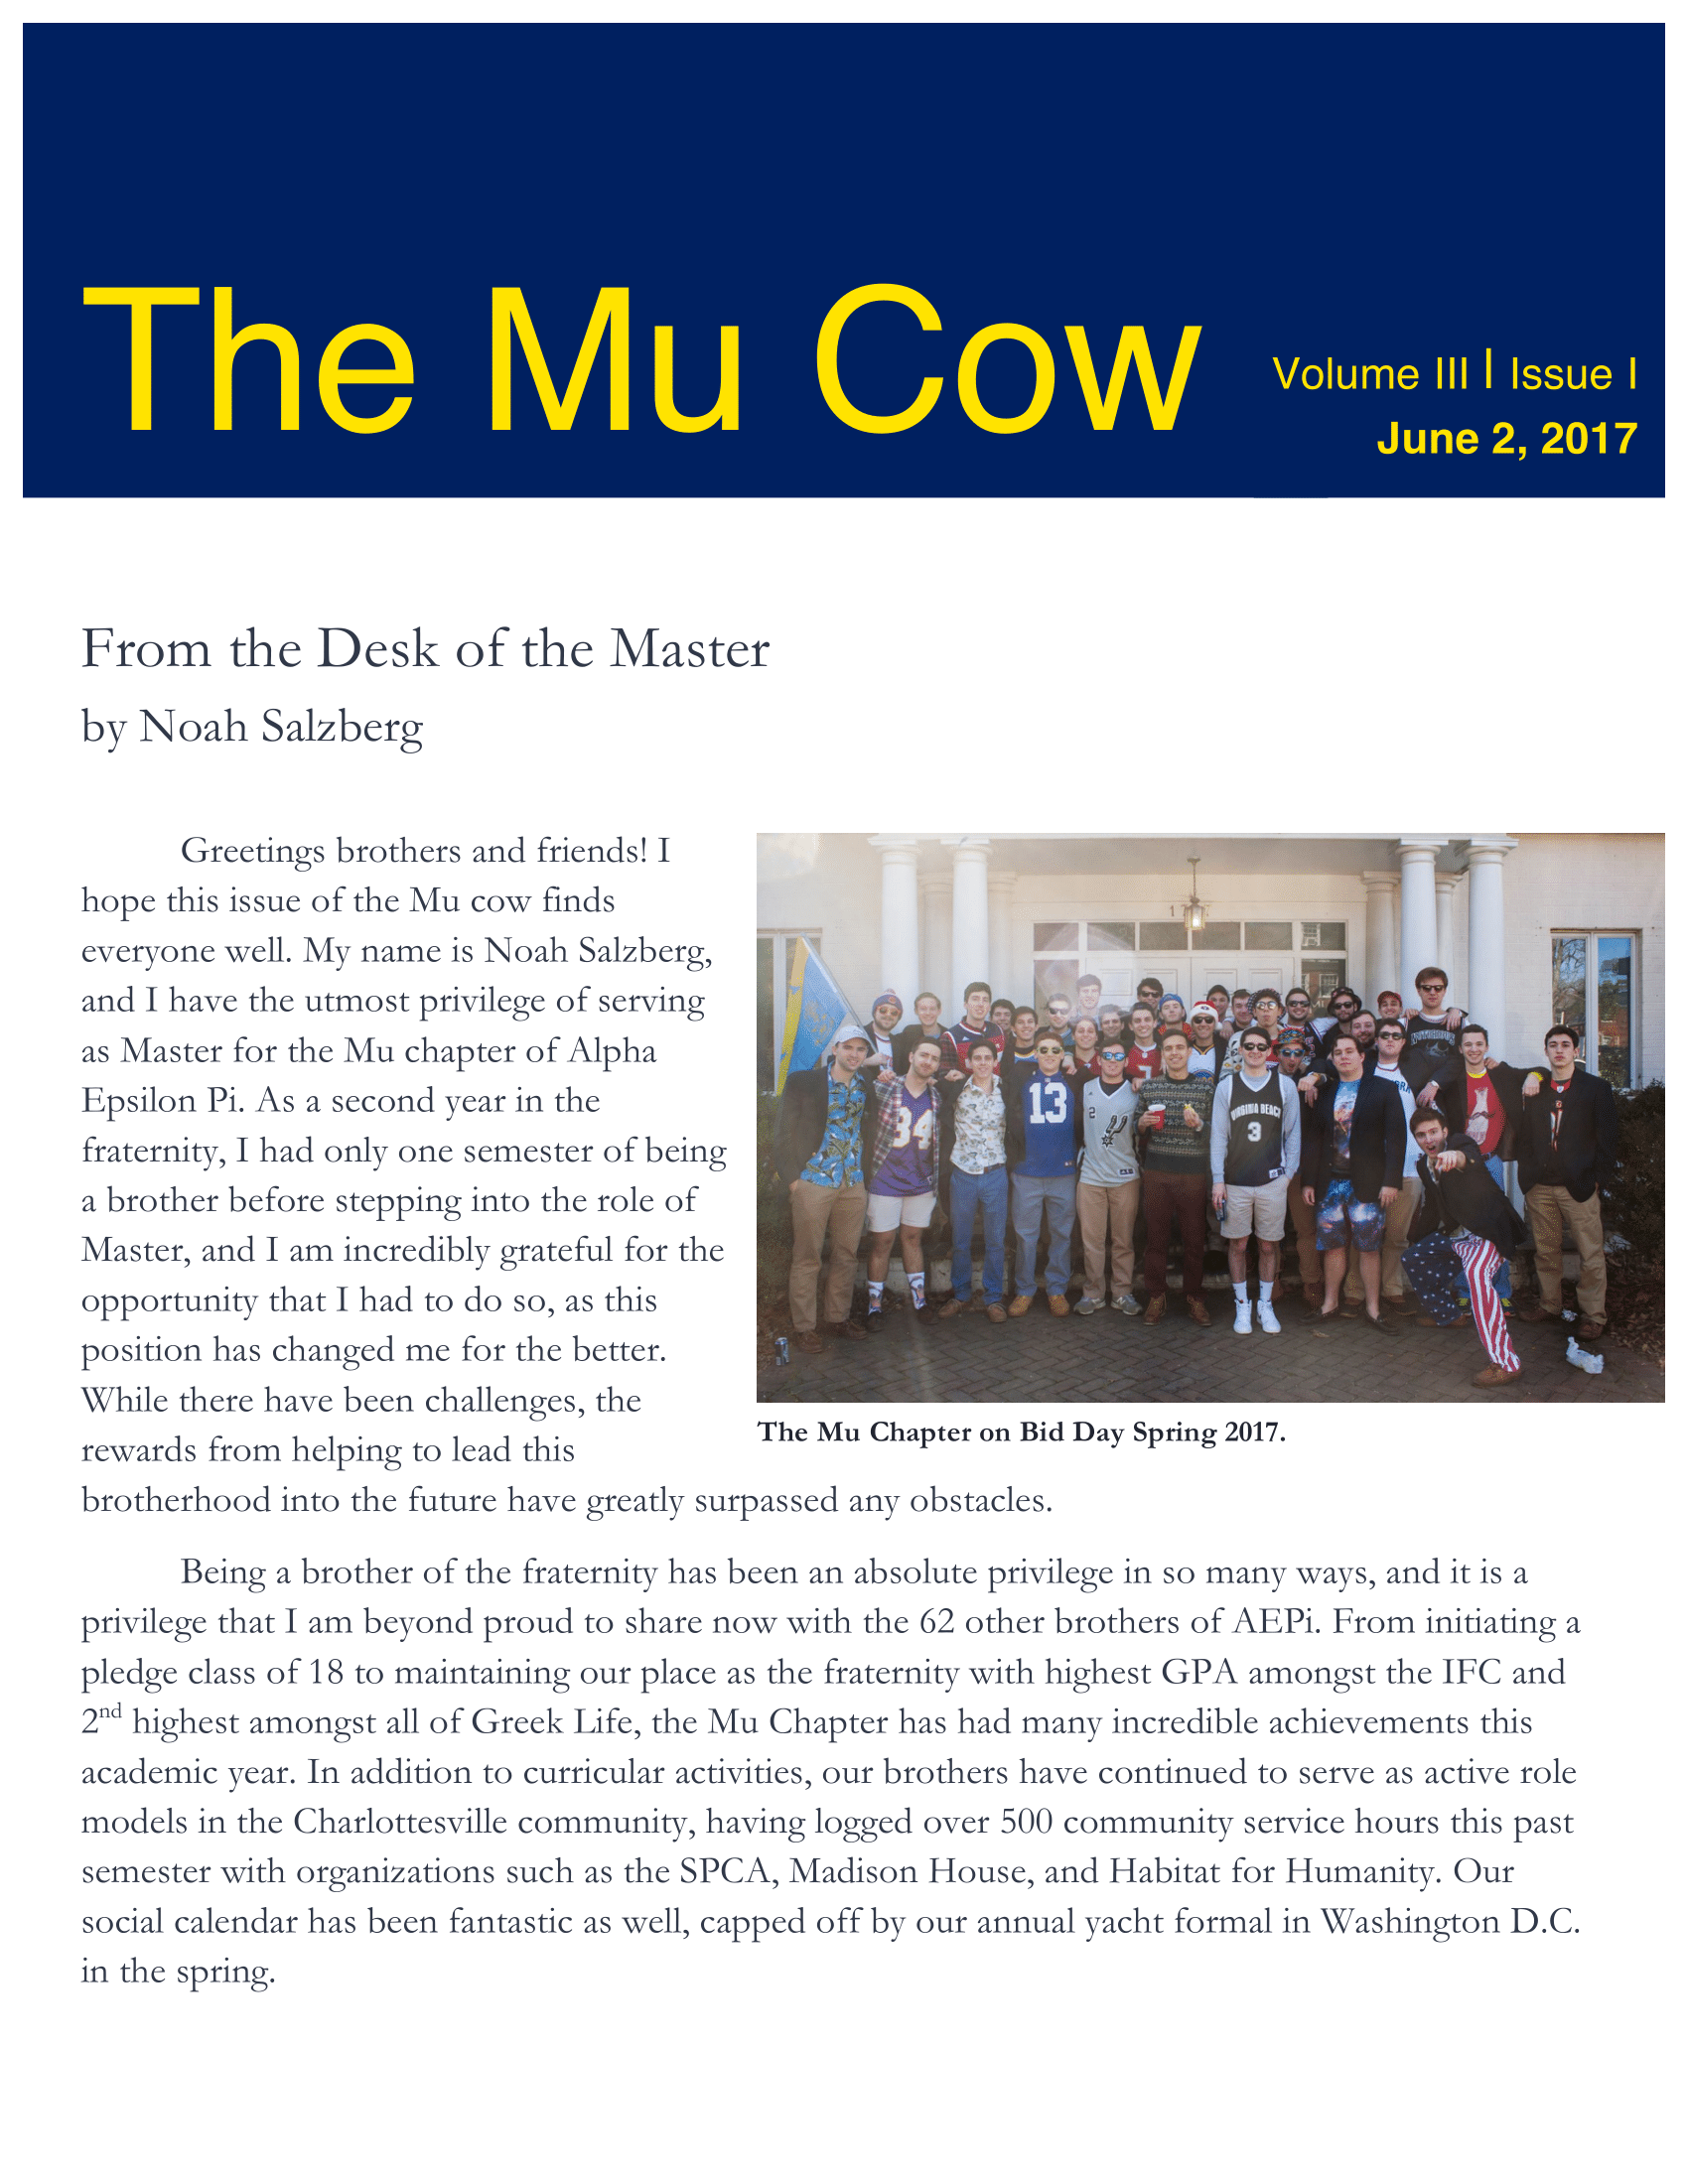 The Mu Cow
Volume III | Issue I
June 2, 2017
From the Desk of the Master
by Noah Salzberg
Greetings brothers and friends! I
hope this issue of the Mu cow finds
everyone well. My name is Noah Salzberg,
and I have the utmost privilege of serving
as Master for the Mu chapter of Alpha
Epsilon Pi. As a second year in the
fraternity, I had only one semester of being
a brother before stepping into the role of
Master, and I am incredibly grateful for the
opportunity that I had to do so, as this
position has changed me for the better.
While there have been challenges, the
rewards from helping to lead this
brotherhood into the future have greatly surpassed any obstacles.
NOTORIOUS
34
13
2
VIRGINIA BEACH
3
The Mu Chapter on Bid Day Spring 2017.
Being a brother of the fraternity has been an absolute privilege in so many ways, and it is a
privilege that I am beyond proud to share now with the 62 other brothers of AEPi. From initiating a
pledge class of 18 to maintaining our place as the fraternity with highest GPA amongst the IFC and
2nd highest amongst all of Greek Life, the Mu Chapter has had many incredible achievements this
academic year. In addition to curricular activities, our brothers have continued to serve as active role
models in the Charlottesville community, having logged over 500 community service hours this past
semester with organizations such as the SPCA, Madison House, and Habitat for Humanity. Our
social calendar has been fantastic as well, capped off by our annual yacht formal in Washington D.C.
in the spring.